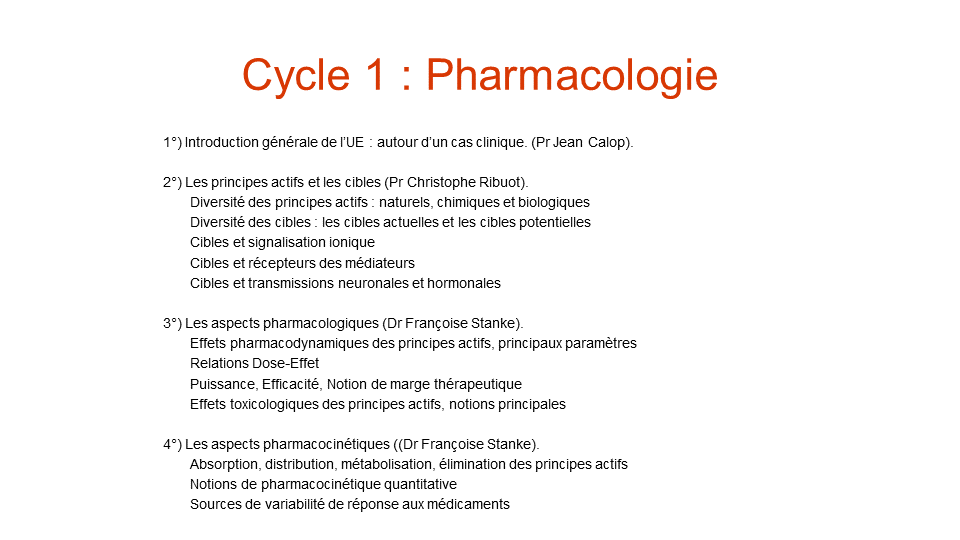 Cycle 1 : Pharmacologie
1°) Introduction générale de l’UE : autour d’un cas clinique. (Pr Jean Calop).
2°) Les principes actifs et les cibles (Pr Christophe Ribuot).
Diversité des principes actifs : naturels, chimiques et biologiques
Diversité des cibles : les cibles actuelles et les cibles potentielles
Cibles et signalisation ionique
Cibles et récepteurs des médiateurs
Cibles et transmissions neuronales et hormonales
3°) Les aspects pharmacologiques (Dr Françoise Stanke).
Effets pharmacodynamiques des principes actifs, principaux paramètres
Relations Dose-Effet
Puissance, Efficacité, Notion de marge thérapeutique
Effets toxicologiques des principes actifs, notions principales
4°) Les aspects pharmacocinétiques ((Dr Françoise Stanke).
Absorption, distribution, métabolisation, élimination des principes actifs
Notions de pharmacocinétique quantitative
Sources de variabilité de réponse aux médicaments